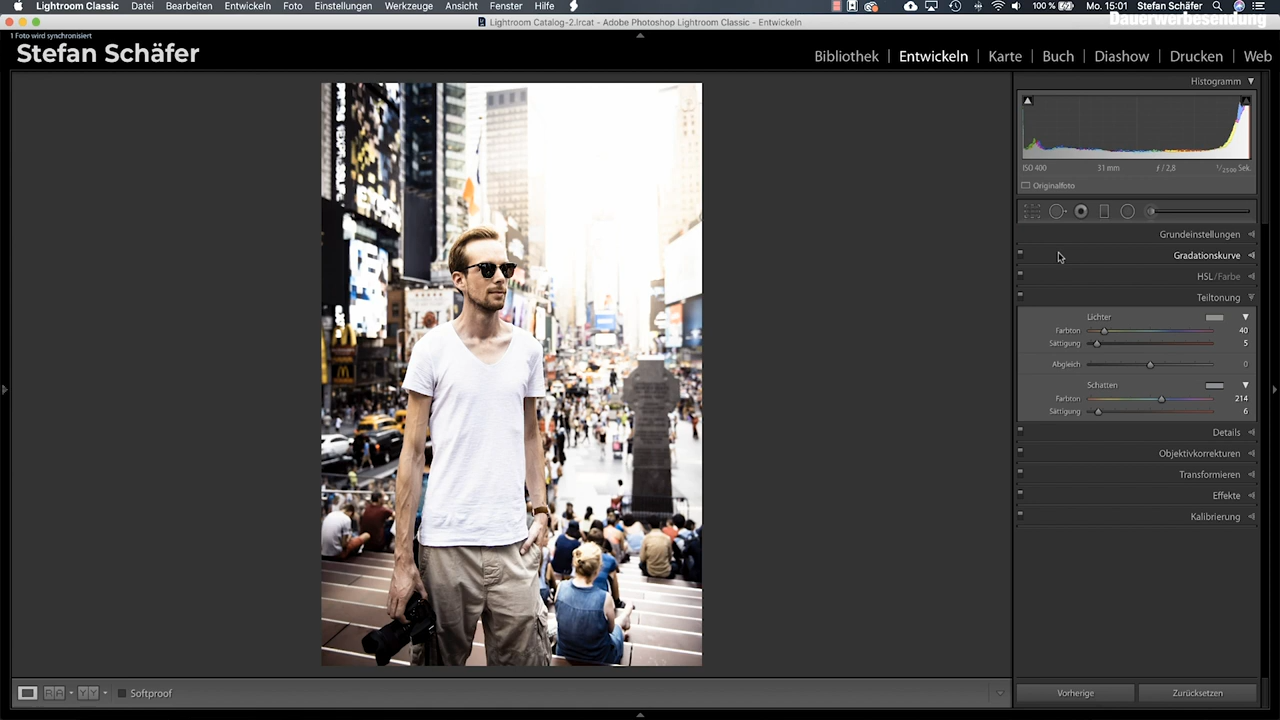 Lightroom Classic Datei Bearbeiten Entwickeln Foto Einstellungen Werkzeuge Ansicht Fenster Hilfe 100 % Mo. 15:01 Stefan Schäfer
Dauerwerbesendung
Lightroom Catalog-2.lrcat - Adobe Photoshop Lightroom Classic - Entwickeln
1 Foto wird synchronisiert
Stefan Schäfer
Bibliothek | Entwickeln | Karte | Buch | Diashow | Drucken | Web
Histogramm
ISO 400 31 mm ƒ / 2,8 1/2500 Sek.
Originalfoto
Grundeinstellungen
Gradationskurve
HSL / Farbe
Teiltonung
Lichter
Farbton 40
Sättigung 5
Abgleich 0
Schatten
Farbton 214
Sättigung 6
Details
Objektivkorrekturen
Transformieren
Effekte
Kalibrierung
Softproof
Vorherige Zurücksetzen